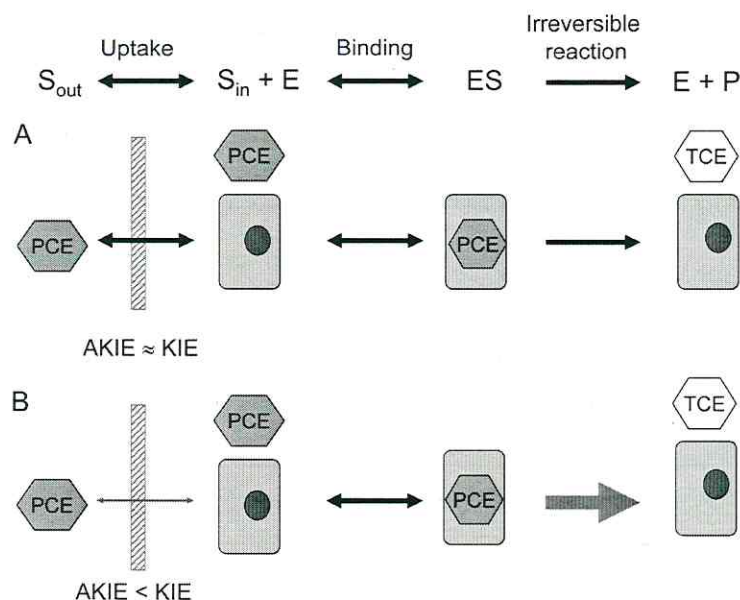 Uptake Binding Irreversible reaction
S_out S_in + E ES E + P
A
PCE TCE
PCE PCE
AKIE ≈ KIE
B
PCE TCE
PCE PCE
AKIE < KIE